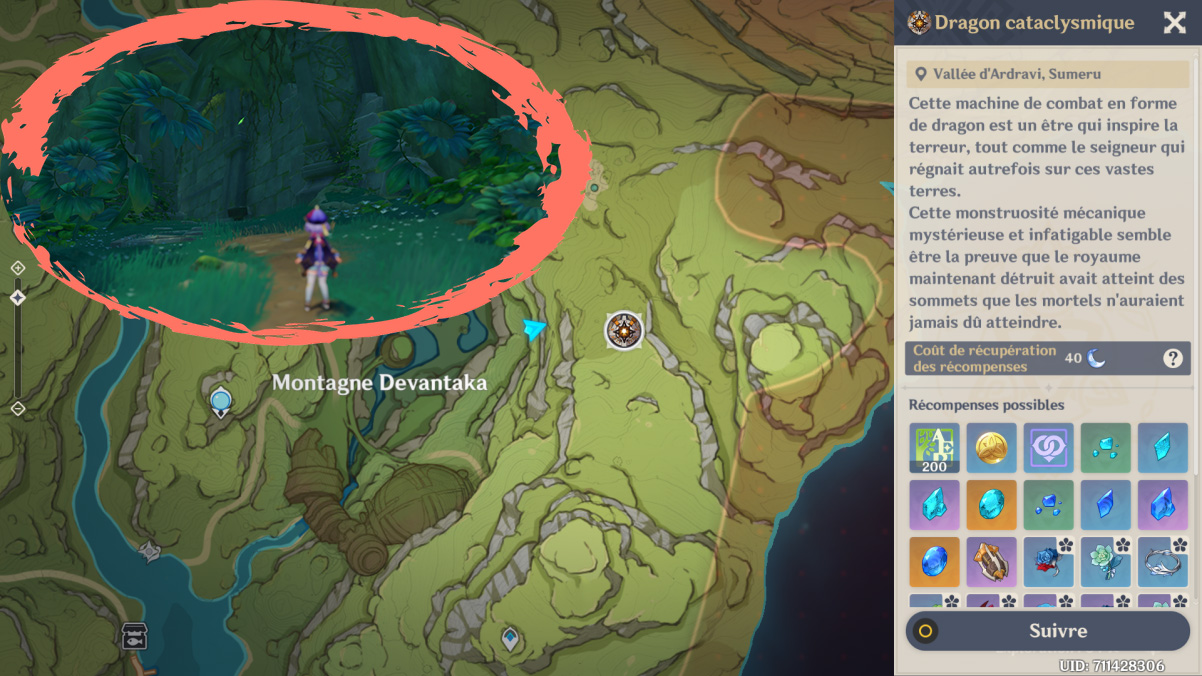 Dragon cataclysmique
Vallée d'Ardravi, Sumeru
Cette machine de combat en forme
de dragon est un être qui inspire la
terreur, tout comme le seigneur qui
régnait autrefois sur ces vastes
terres.
Cette monstruosité mécanique
mystérieuse et infatigable semble
être la preuve que le royaume
maintenant détruit avait atteint des
sommets que les mortels n'auraient
jamais dû atteindre.
Coût de récupération
des récompenses
40
?
Montagne Devantaka
Récompenses possibles
200
Suivre
UID: 711428306